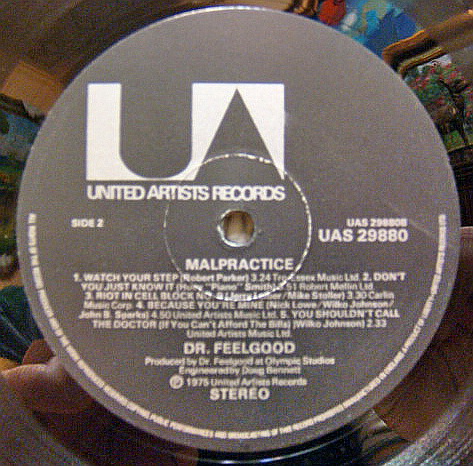 UA
UNITED ARTISTS RECORDS
SIDE 2
UAS 29880B
UAS 29880
MALPRACTICE
1. WATCH YOUR STEP (Robert Parker) 3.24 Essex Music Ltd. 2. DON'T
YOU JUST KNOW IT (Huey "Piano" Smith) 51 Robert Mellin Ltd.
3. RIOT IN CELL BLOCK NO. 9 (Jerry Leiber/Mike Stoller) 3.30 Carlin
Music Corp 4. BECAUSE YOU'RE MINE (Nick Lowe/Wilko Johnson/
John B. Sparks) 4.50 United Artists Music Ltd. 5. YOU SHOULDN'T CALL
THE DOCTOR (If You Can't Afford The Bills) (Wilko Johnson) 2.33
United Artists Music Ltd.
DR. FEELGOOD
Produced by Dr. Feelgood at Olympic Studios
Engineered by Doug Bennett
℗ 1975 United Artists Records
STEREO